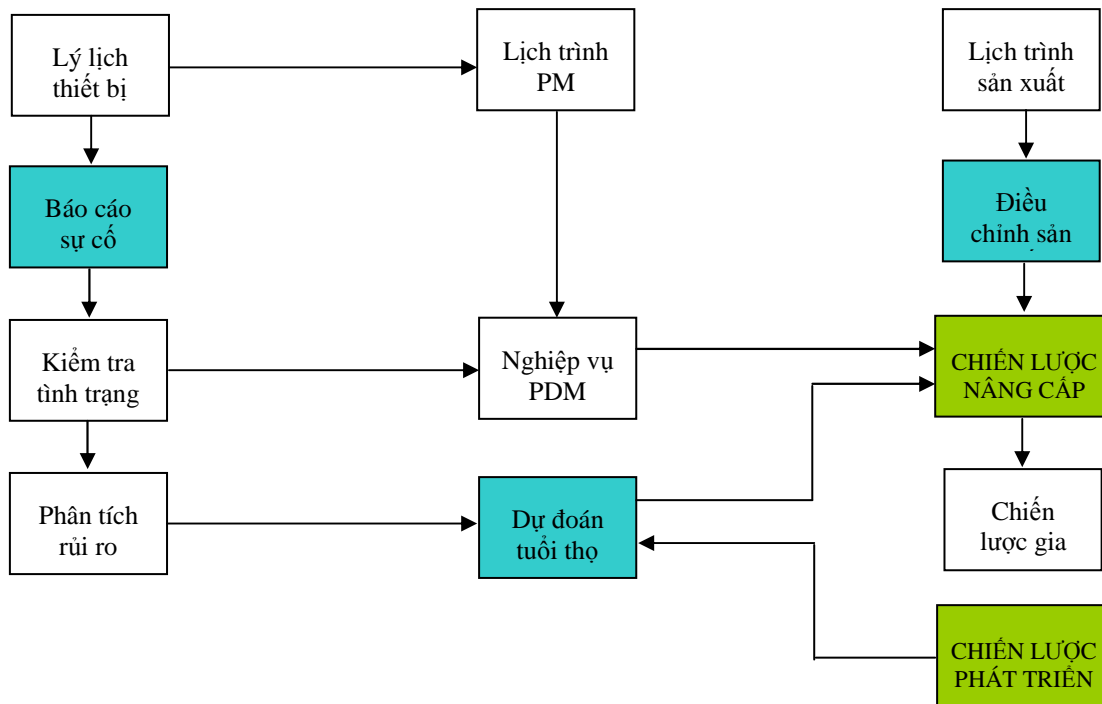 Lý lịch
thiết bị
Lịch trình
PM
Lịch trình
sản xuất
Báo cáo
sự cố
Điều
chỉnh sản
Kiểm tra
tình trạng
Nghiệp vụ
PDM
CHIẾN LƯỢC
NÂNG CẤP
Phân tích
rủi ro
Dự đoán
tuổi thọ
Chiến
lược gia
CHIẾN LƯỢC
PHÁT TRIỂN